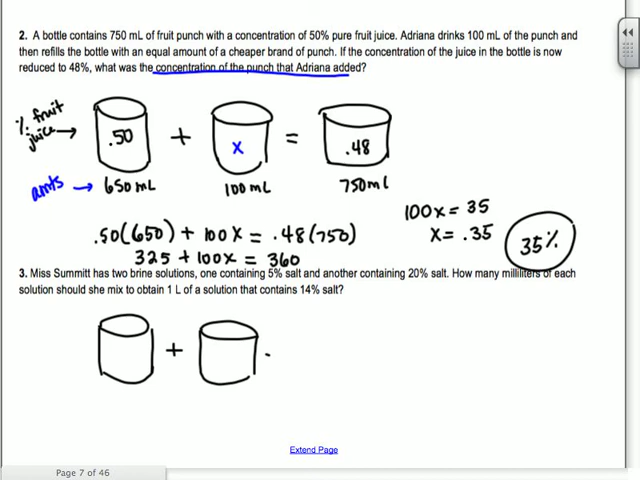 2. A bottle contains 750 mL of fruit punch with a concentration of 50% pure fruit juice. Adriana drinks 100 mL of the punch and
then refills the bottle with an equal amount of a cheaper brand of punch. If the concentration of the juice in the bottle is now
reduced to 48%, what was the concentration of the punch that Adriana added?
% fruit
juice →
.50 + x = .48
amts → 650 mL 100 mL 750 mL
100x = 35
.50(650) + 100x = .48(750) x = .35 35%
325 + 100x = 360
3. Miss Summitt has two brine solutions, one containing 5% salt and another containing 20% salt. How many milliliters of each
solution should she mix to obtain 1 L of a solution that contains 14% salt?
+
Extend Page
Page 7 of 46